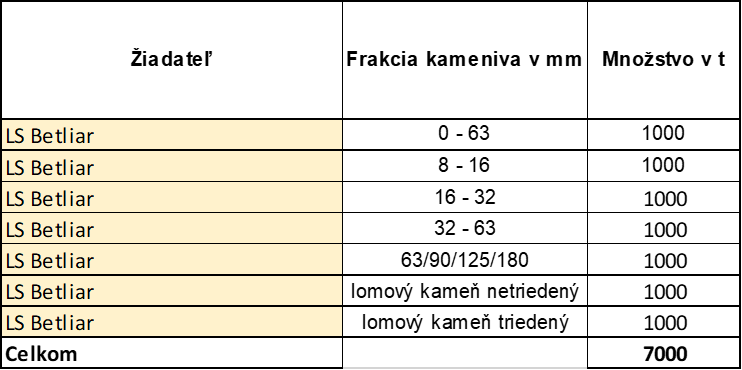 Žiadateľ Frakcia kameniva v mm Množstvo v t
LS Betliar 0 - 63 1000
LS Betliar 8 - 16 1000
LS Betliar 16 - 32 1000
LS Betliar 32 - 63 1000
LS Betliar 63/90/125/180 1000
LS Betliar lomový kameň netriedený 1000
LS Betliar lomový kameň triedený 1000
Celkom 7000